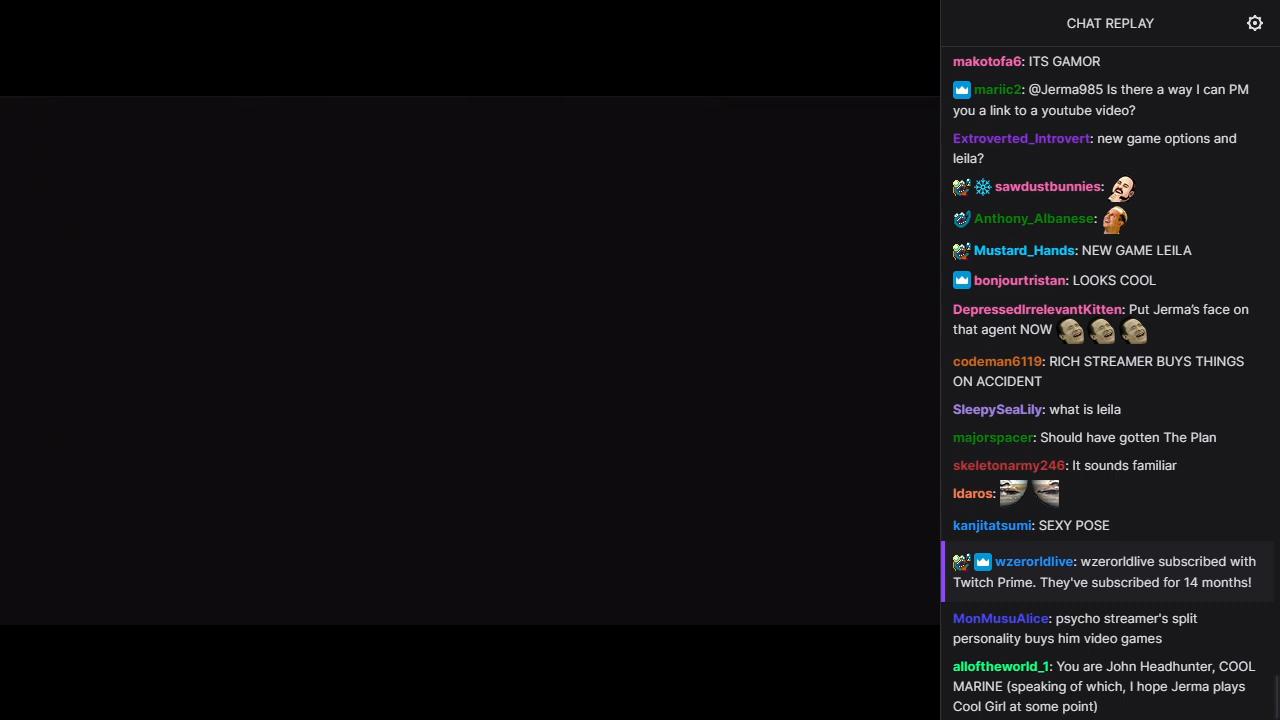 CHAT REPLAY
makotofa6: ITS GAMOR
mariic2: @Jerma985 Is there a way I can PM
you a link to a youtube video?
Extroverted_Introvert: new game options and
leila?
sawdustbunnies:
Anthony_Albanese:
Mustard_Hands: NEW GAME LEILA
bonjourtristan: LOOKS COOL
DepressedIrrelevantKitten: Put Jerma's face on
that agent NOW
codeman6119: RICH STREAMER BUYS THINGS
ON ACCIDENT
SleepySeaLily: what is leila
majorspacer: Should have gotten The Plan
skeletonarmy246: It sounds familiar
Idaros:
kanjitatsumi: SEXY POSE
wzerorldlive: wzerorldlive subscribed with
Twitch Prime. They've subscribed for 14 months!
MonMusuAlice: psycho streamer's split
personality buys him video games
alloftheworld_1: You are John Headhunter, COOL
MARINE (speaking of which, I hope Jerma plays
Cool Girl at some point)